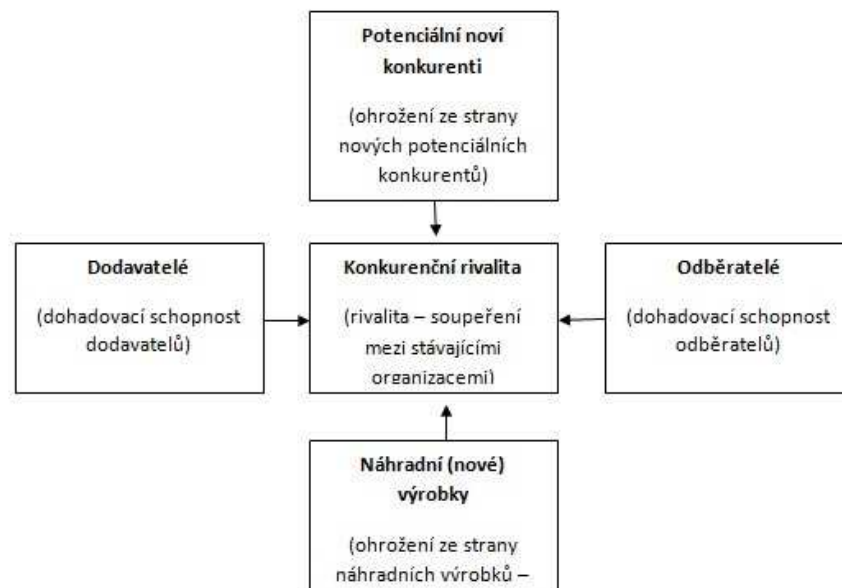 Potenciální noví
konkurenti
(ohrožení ze strany
nových potenciálních
konkurentů)
Dodavatelé
(dohadovací schopnost
dodavatelů)
Konkurenční rivalita
(rivalita – soupeření
mezi stávajícími
organizacemi)
Odběratelé
(dohadovací schopnost
odběratelů)
Náhradní (nové)
výrobky
(ohrožení ze strany
náhradních výrobků –